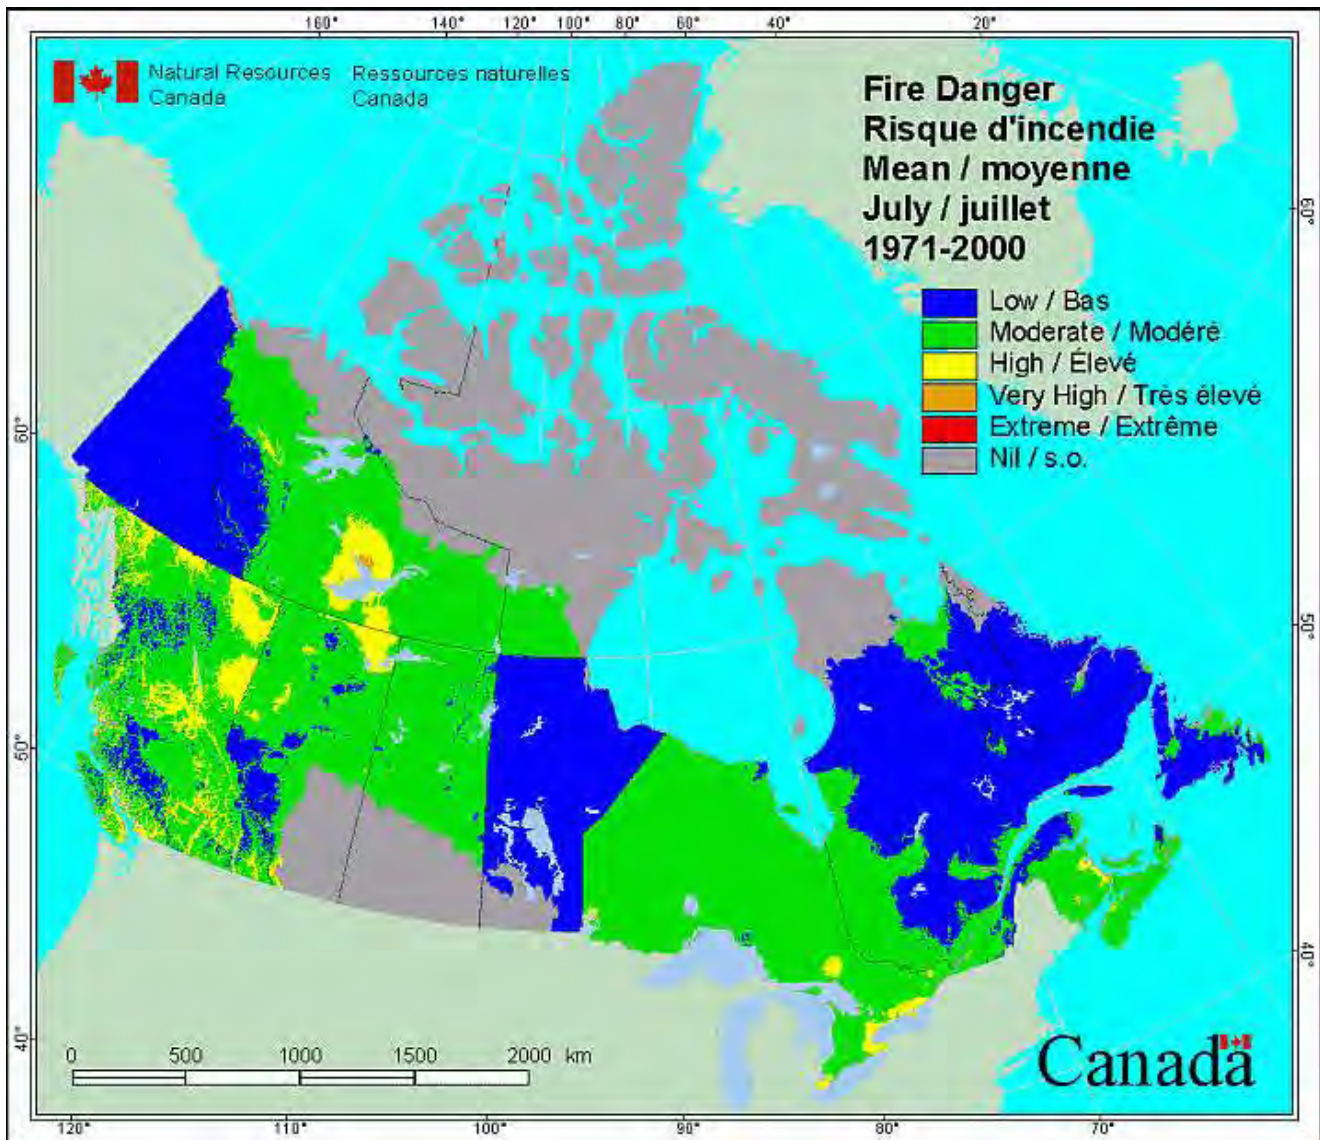 160° 140° 120° 100° 80° 60° 40° 20°
Natural Resources Ressources naturelles
Canada Canada
Fire Danger
Risque d'incendie
Mean / moyenne
July / juillet
1971-2000
Low / Bas
Moderate / Modéré
High / Élevé
Very High / Très élevé
Extreme / Extrême
Nil / s.o.
60°
60°
50°
50°
40°
40°
0 500 1000 1500 2000 km
Canada
120° 110° 100° 90° 80° 70°